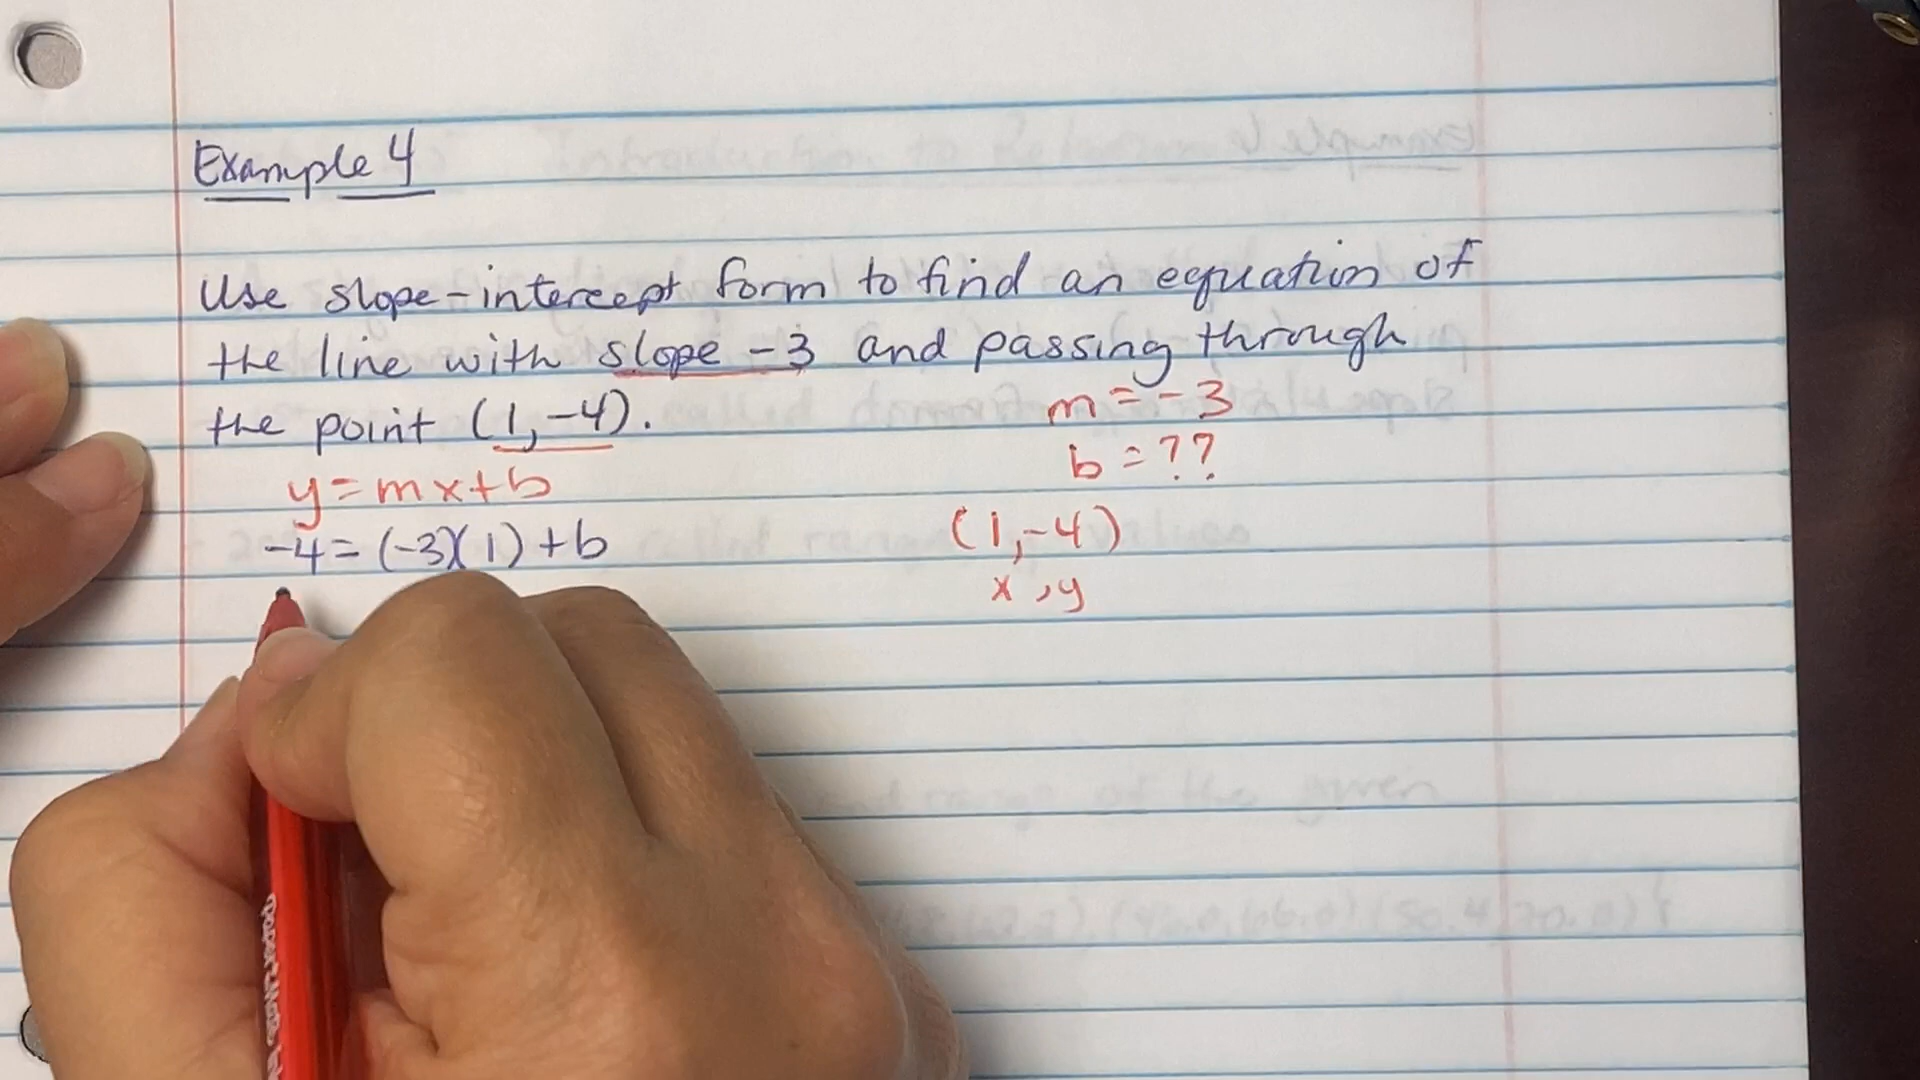 Example 4
Use slope-intercept form to find an equation of
the line with slope -3 and passing through
the point (1,-4).
m = -3
b = ??
y = mx+b
-4 = (-3)(1) + b
(1,-4)
x , y